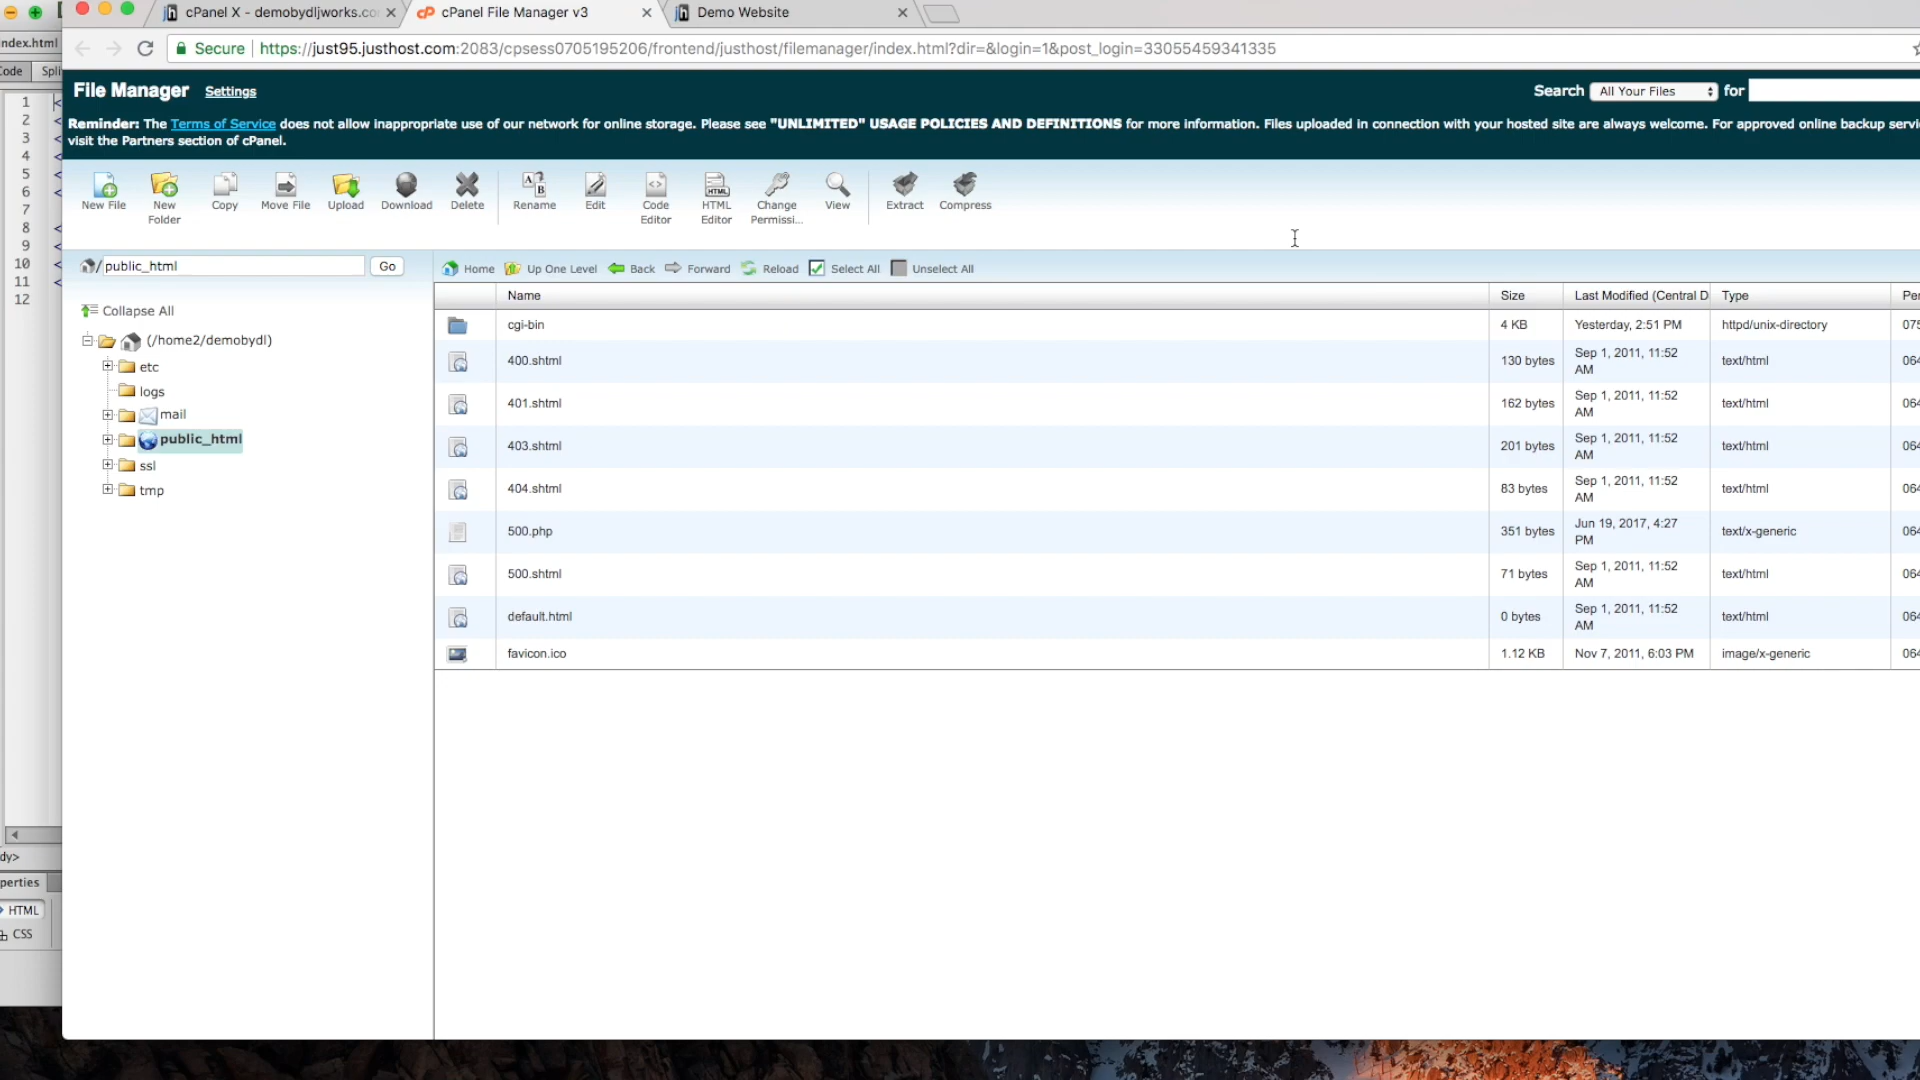 cPanel X - demobydljworks.co
cPanel File Manager v3
Demo Website
ndex.html
Secure
https://just95.justhost.com:2083/cpsess0705195206/frontend/justhost/filemanager/index.html?dir=&login=1&post_login=33055459341335
ode
Spli
File Manager
Settings
Search
All Your Files
for
Reminder: The Terms of Service does not allow inappropriate use of our network for online storage. Please see "UNLIMITED" USAGE POLICIES AND DEFINITIONS for more information. Files uploaded in connection with your hosted site are always welcome. For approved online backup servi
visit the Partners section of cPanel.
1
2
3
4
5
6
7
8
9
10
11
12
New File
New Folder
Copy
Move File
Upload
Download
Delete
Rename
Edit
Code Editor
HTML Editor
Change Permissi...
View
Extract
Compress
/ public_html
Go
Home
Up One Level
Back
Forward
Reload
Select All
Unselect All
Collapse All
(/home2/demobydl)
etc
logs
mail
public_html
ssl
tmp
Name Size Last Modified (Central D Type Per
cgi-bin 4 KB Yesterday, 2:51 PM httpd/unix-directory 075
400.shtml 130 bytes Sep 1, 2011, 11:52 AM text/html 064
401.shtml 162 bytes Sep 1, 2011, 11:52 AM text/html 064
403.shtml 201 bytes Sep 1, 2011, 11:52 AM text/html 064
404.shtml 83 bytes Sep 1, 2011, 11:52 AM text/html 064
500.php 351 bytes Jun 19, 2017, 4:27 PM text/x-generic 064
500.shtml 71 bytes Sep 1, 2011, 11:52 AM text/html 064
default.html 0 bytes Sep 1, 2011, 11:52 AM text/html 064
favicon.ico 1.12 KB Nov 7, 2011, 6:03 PM image/x-generic 064
dy>
perties
HTML
CSS